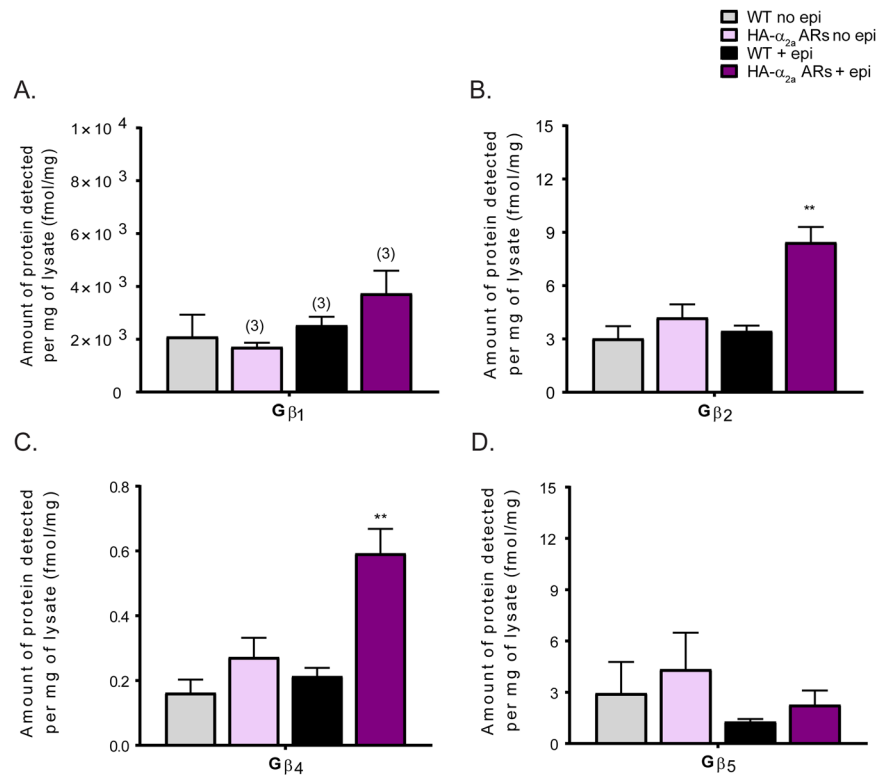 WT no epi
HA-α2a ARs no epi
WT + epi
HA-α2a ARs + epi
A.
Amount of protein detected
per mg of lysate (fmol/mg)
1× 10 4
8× 10 3
6× 10 3
4× 10 3
2× 10 3
0
(3)
(3)
(3)
Gβ1
B.
Amount of protein detected
per mg of lysate (fmol/mg)
15
12
9
6
3
0
**
Gβ2
C.
Amount of protein detected
per mg of lysate (fmol/mg)
0.8
0.6
0.4
0.2
0.0
**
Gβ4
D.
Amount of protein detected
per mg of lysate (fmol/mg)
15
12
9
6
3
0
Gβ5